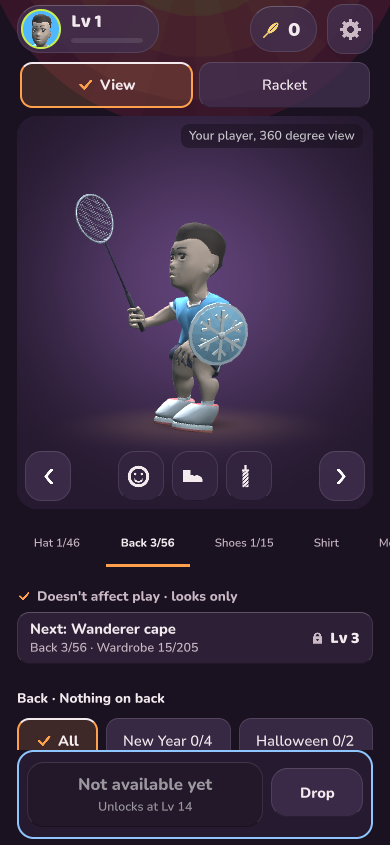 Lv 1
0
View
Racket
Your player, 360 degree view
Hat 1/46
Back 3/56
Shoes 1/15
Shirt
Doesn't affect play · looks only
Next: Wanderer cape
Back 3/56 · Wardrobe 15/205
Lv 3
Back · Nothing on back
All
New Year 0/4
Halloween 0/2
Not available yet
Unlocks at Lv 14
Drop